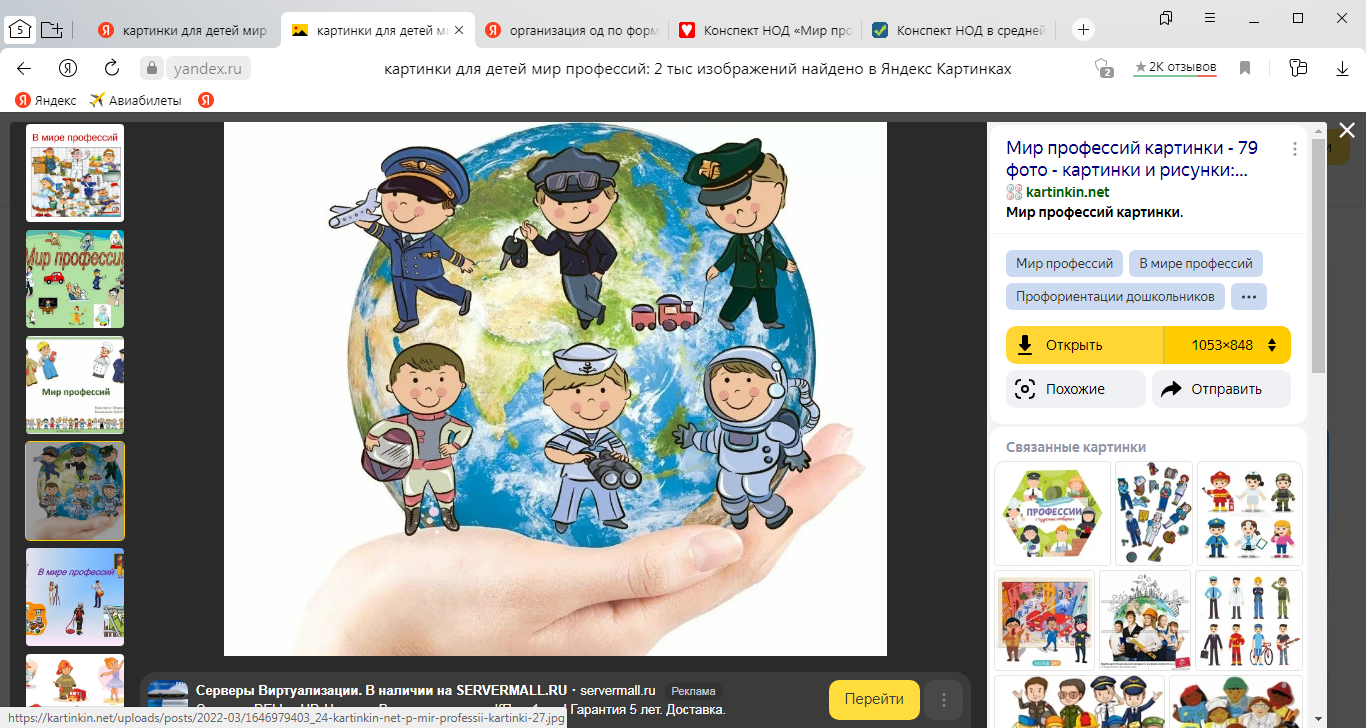 5
картинки для детей мир
картинки для детей м
организация од по форм
Конспект НОД «Мир про
Конспект НОД в средней
yandex.ru
картинки для детей мир профессий: 2 тыс изображений найдено в Яндекс Картинках
2
2K отзывов
Яндекс
Авиабилеты
В мире профессий
Мир профессий
Мир профессий
В мире профессий
Мир профессий картинки - 79
фото - картинки и рисунки:...
kartinkin.net
Мир профессий картинки.
Мир профессий
В мире профессий
Профориентации дошкольников
Открыть
1053×848
Похожие
Отправить
Связанные картинки
ПРОФЕССИИ
Серверы Виртуализации. В наличии на SERVERMALL.RU · servermall.ru
Реклама
Гарантия 5 лет. Доставка.
Перейти
https://kartinkin.net/uploads/posts/2022-03/1646979403_24-kartinkin-net-p-mir-professii-kartinki-27.jpg